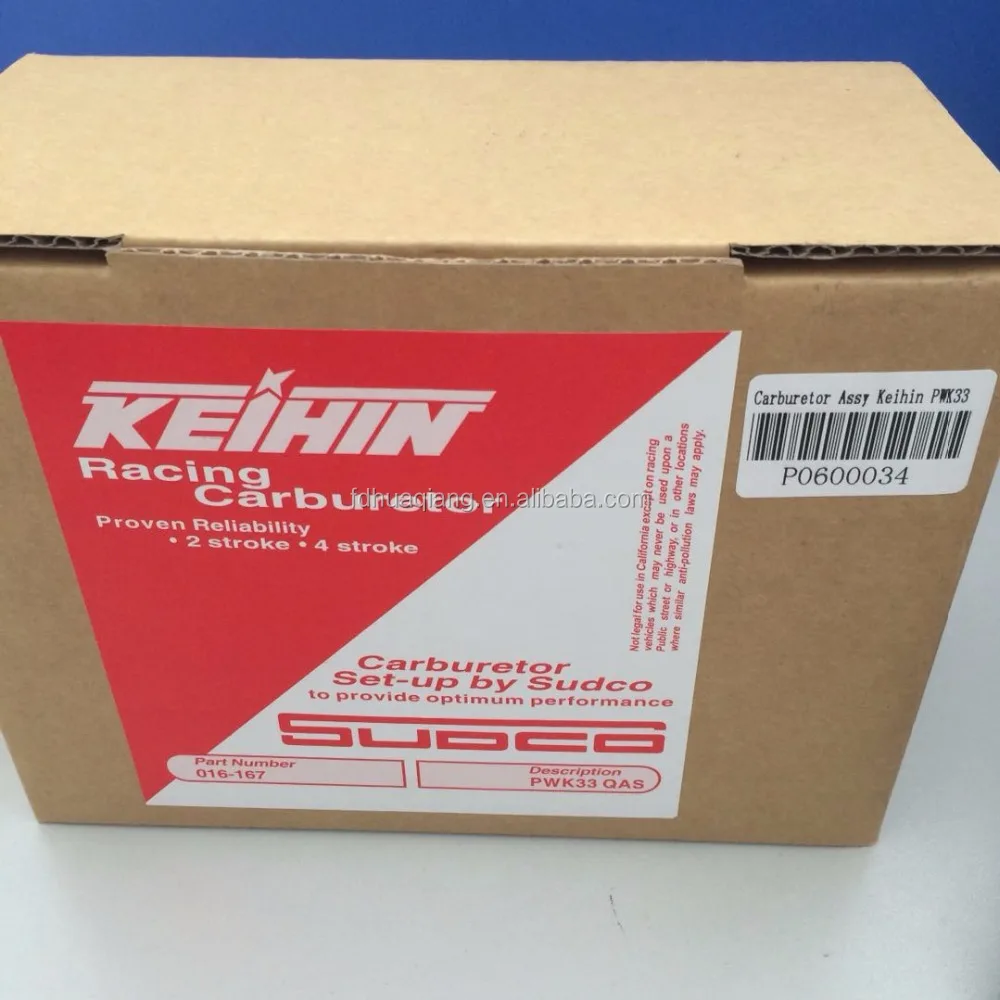 KEIHIN
Racing
Carburetor
Proven Reliability
• 2 stroke • 4 stroke
fdhuaqiang.en.alibaba.com
Not legal for use in California except on racing
vehicles which may never be used upon a
Public street or highway, or in other locations
where similar anti-pollution laws may apply.
Carburetor Assy Keihin PWK33
P0600034
Carburetor
Set-up by Sudco
to provide optimum performance
SUDCO
Part Number
016-167
Description
PWK33 QAS